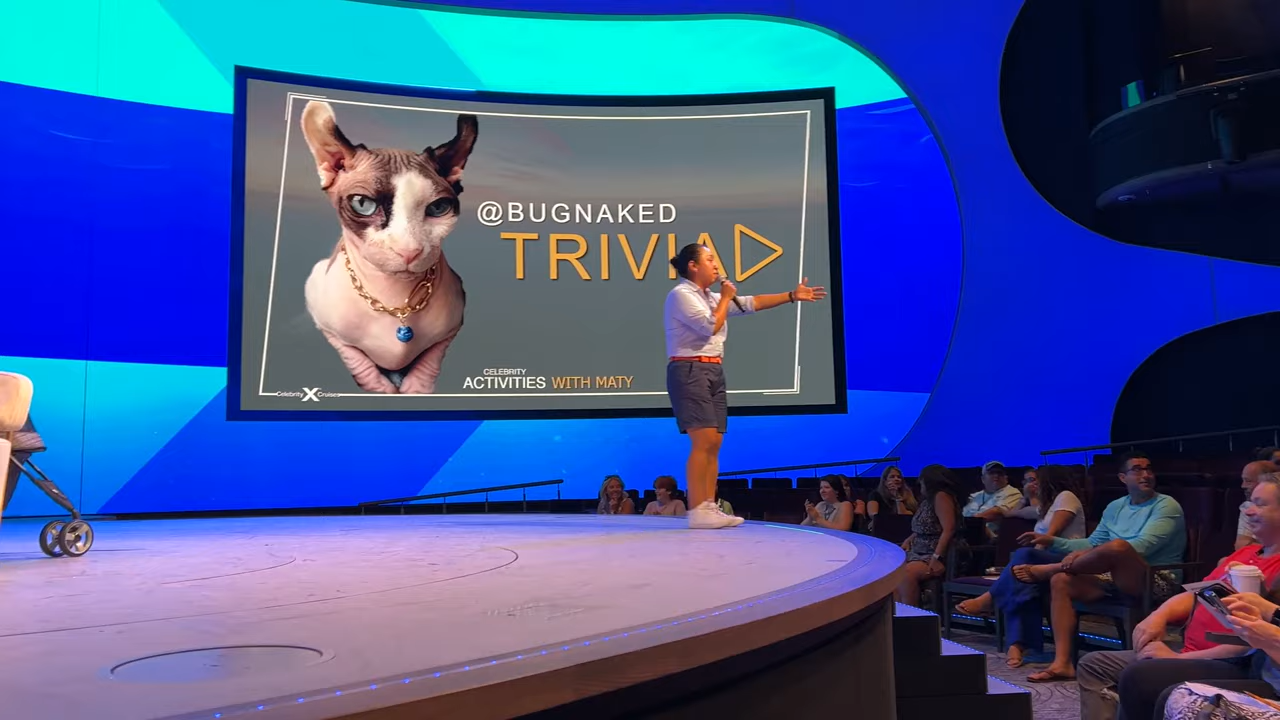 @BUGNAKED
TRIVIA
CELEBRITY
ACTIVITIES WITH MATY
Celebrity X Cruises